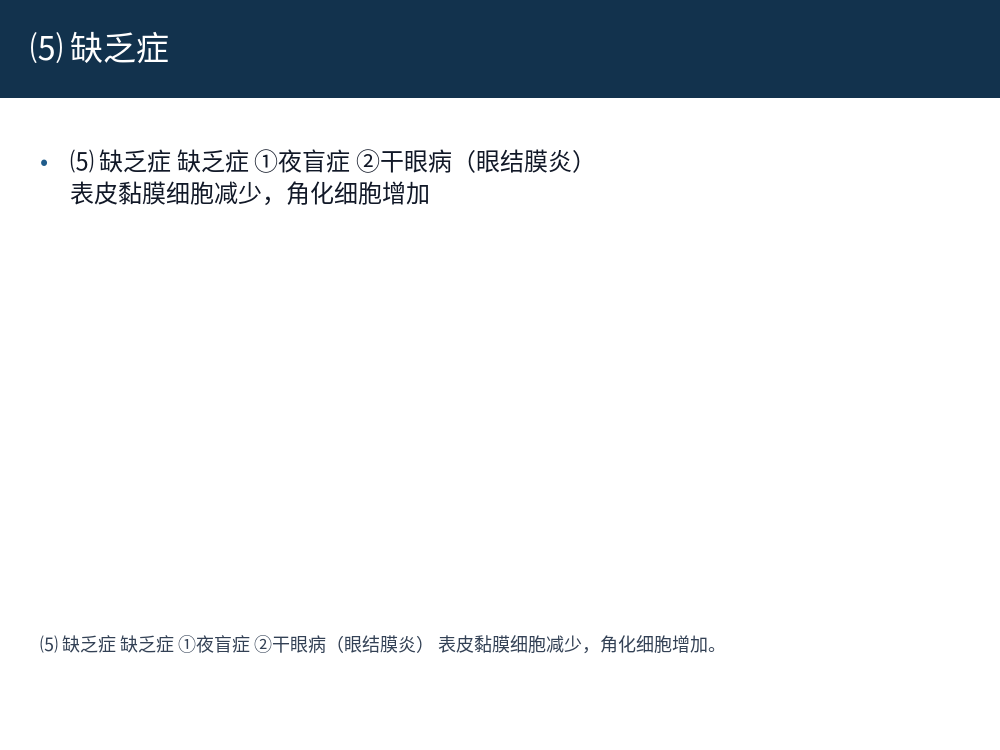 ⑸ 缺乏症
• ⑸ 缺乏症 缺乏症 ①夜盲症 ②干眼病（眼结膜炎）
表皮黏膜细胞减少，角化细胞增加
⑸ 缺乏症 缺乏症 ①夜盲症 ②干眼病（眼结膜炎） 表皮黏膜细胞减少，角化细胞增加。